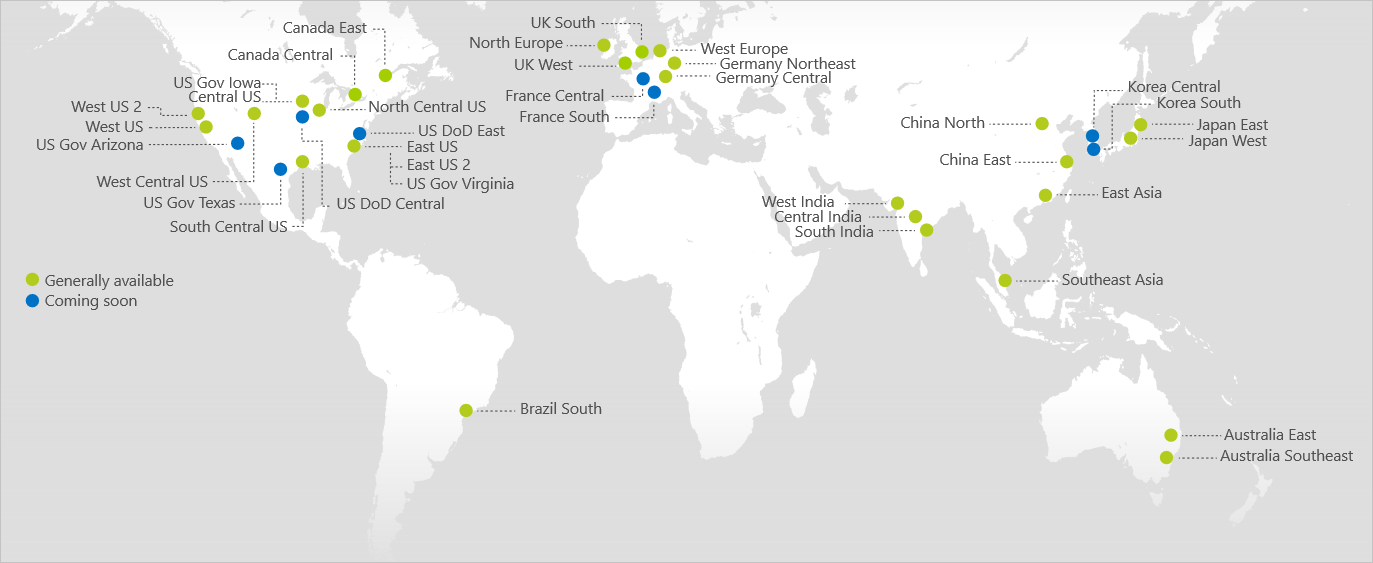 Canada East
Canada Central
US Gov Iowa
Central US
West US 2
West US
US Gov Arizona
West Central US
US Gov Texas
South Central US
North Central US
US DoD East
East US
East US 2
US Gov Virginia
US DoD Central
UK South
North Europe
UK West
France Central
France South
West Europe
Germany Northeast
Germany Central
Korea Central
Korea South
China North
Japan East
Japan West
China East
East Asia
West India
Central India
South India
Southeast Asia
Generally available
Coming soon
Brazil South
Australia East
Australia Southeast